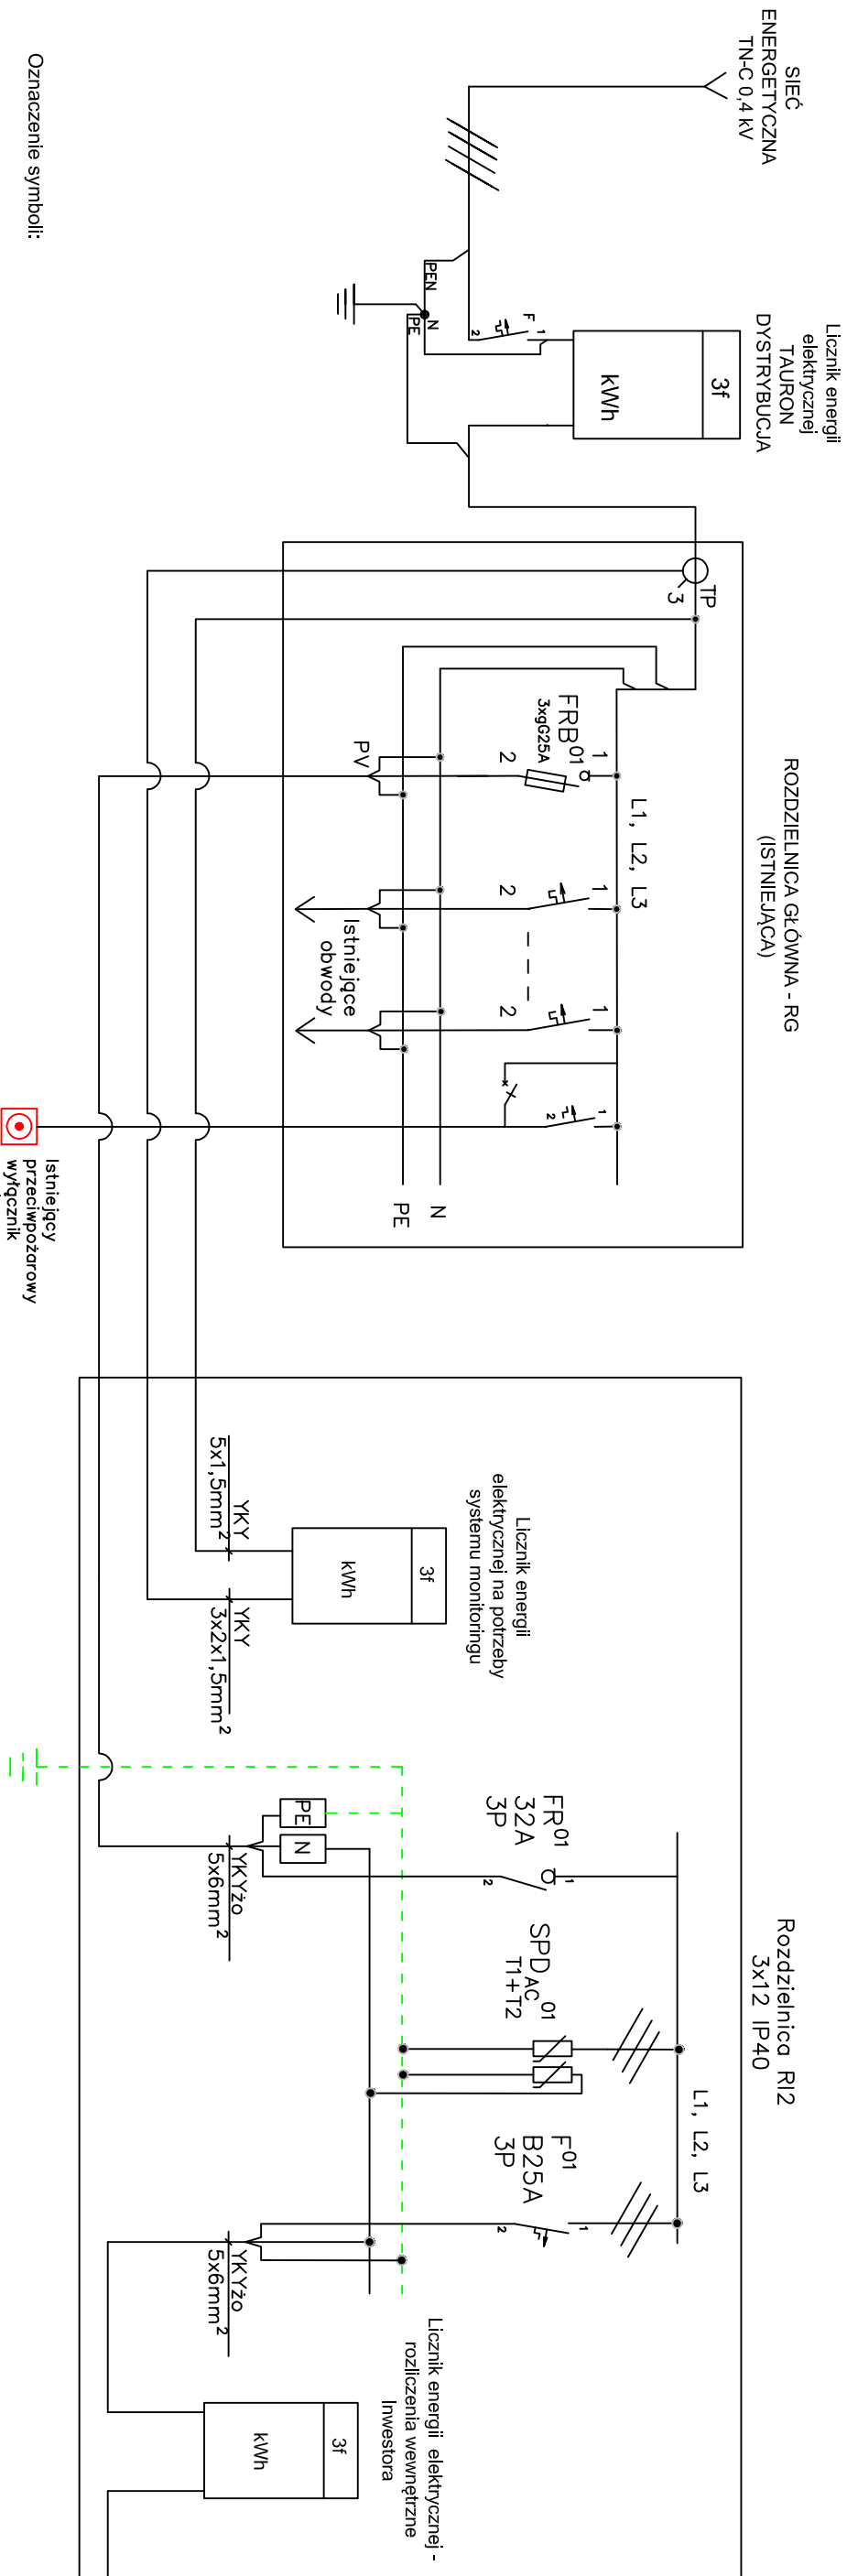 SIEĆ
ENERGETYCZNA
TN-C 0,4 kV
Licznik energii
elektrycznej
TAURON
DYSTRYBUCJA
3f
kWh
F
1
2
PEN
N
PE
ROZDZIELNICA GŁÓWNA - RG
(ISTNIEJĄCA)
TP
3
L1, L2, L3
FRB01
3xgG25A
1
2
PV
1
2
Istniejące
obwody
1
2
1
2
N
PE
Istniejący
przeciwpożarowy
wyłącznik
Rozdzielnica RI2
3x12 IP40
Licznik energii
elektrycznej na potrzeby
systemu monitoringu
3f
kWh
YKY
5x1,5mm²
YKY
3x2x1,5mm²
L1, L2, L3
FR01
32A
3P
1
2
PE
N
YKYżo
5x6mm²
SPDAC01
T1+T2
F01
B25A
3P
1
2
YKYżo
5x6mm²
Licznik energii elektrycznej -
rozliczenia wewnętrzne
Inwestora
3f
kWh
Oznaczenie symboli: